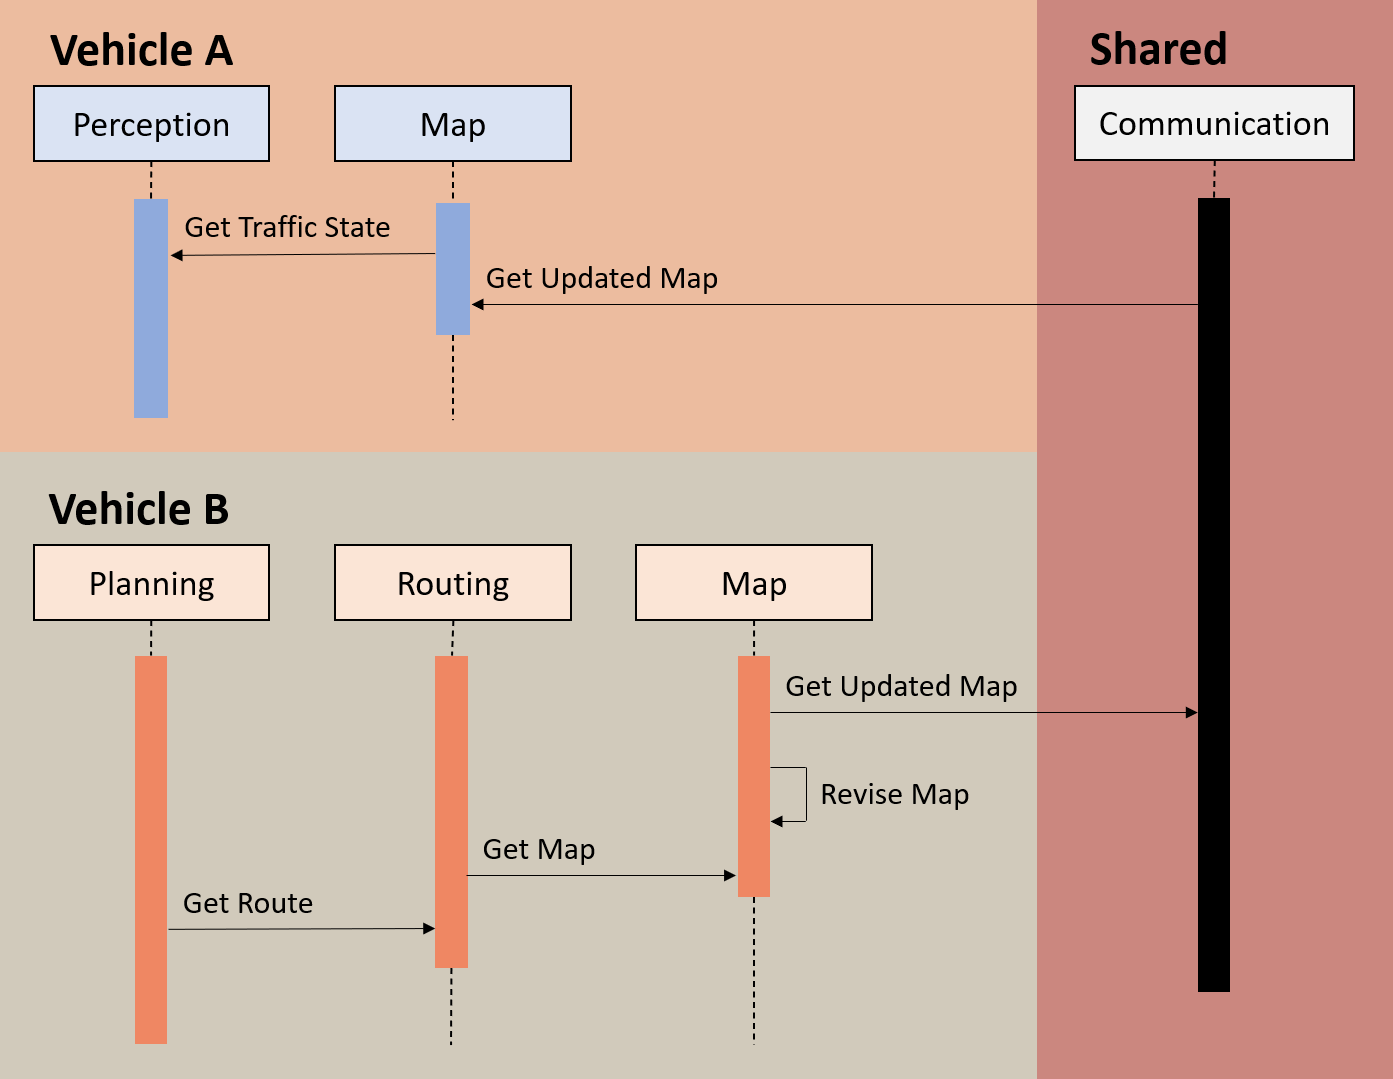 Vehicle A
Shared
Perception
Map
Communication
Get Traffic State
Get Updated Map
Vehicle B
Planning
Routing
Map
Get Updated Map
Revise Map
Get Map
Get Route